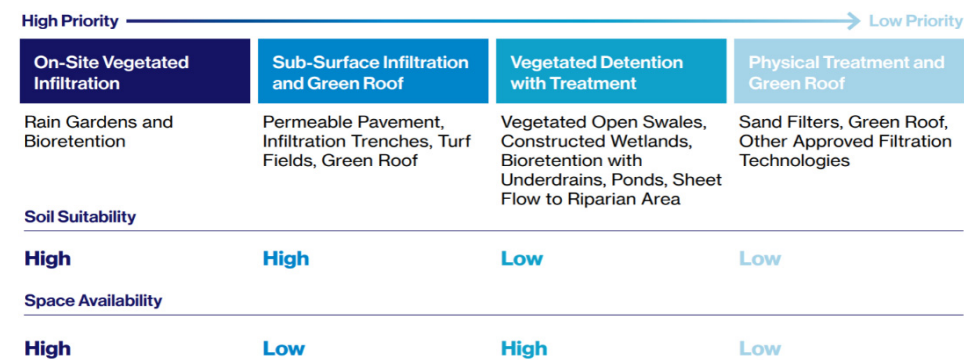 High Priority Low Priority
On-Site Vegetated
Infiltration
Sub-Surface Infiltration
and Green Roof
Vegetated Detention
with Treatment
Physical Treatment and
Green Roof
Rain Gardens and
Bioretention
Permeable Pavement,
Infiltration Trenches, Turf
Fields, Green Roof
Vegetated Open Swales,
Constructed Wetlands,
Bioretention with
Underdrains, Ponds, Sheet
Flow to Riparian Area
Sand Filters, Green Roof,
Other Approved Filtration
Technologies
Soil Suitability
High High Low Low
Space Availability
High Low High Low